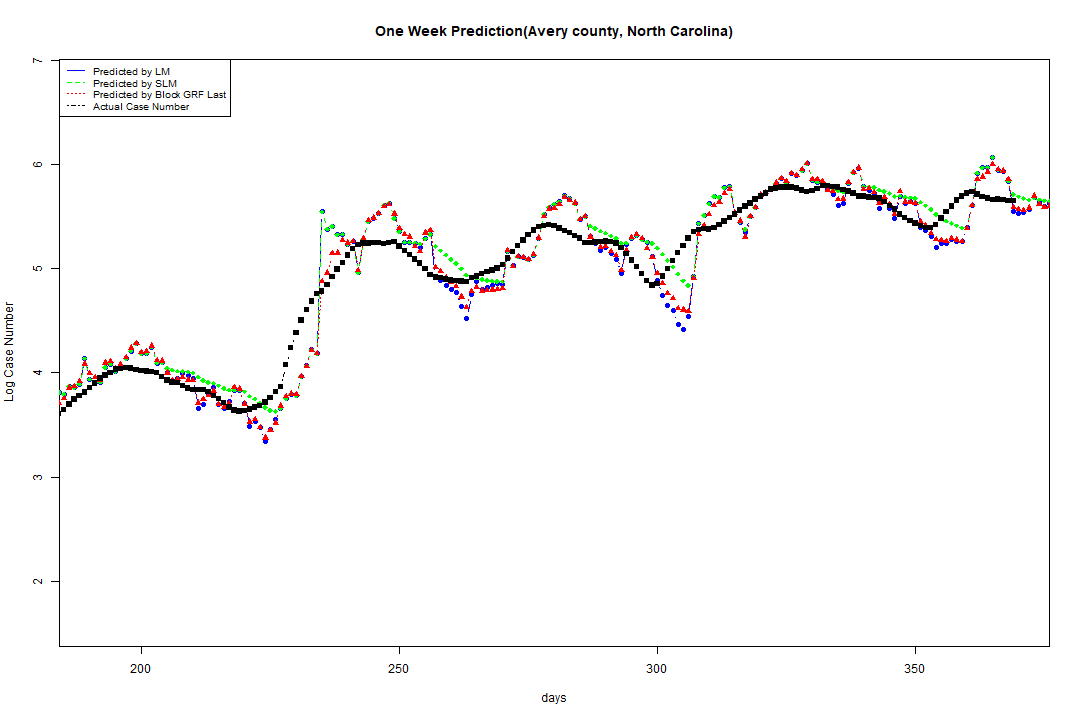 One Week Prediction(Avery county, North Carolina)
Predicted by LM
Predicted by SLM
Predicted by Block GRF Last
Actual Case Number
7
6
5
4
3
2
Log Case Number
200 250 300 350
days